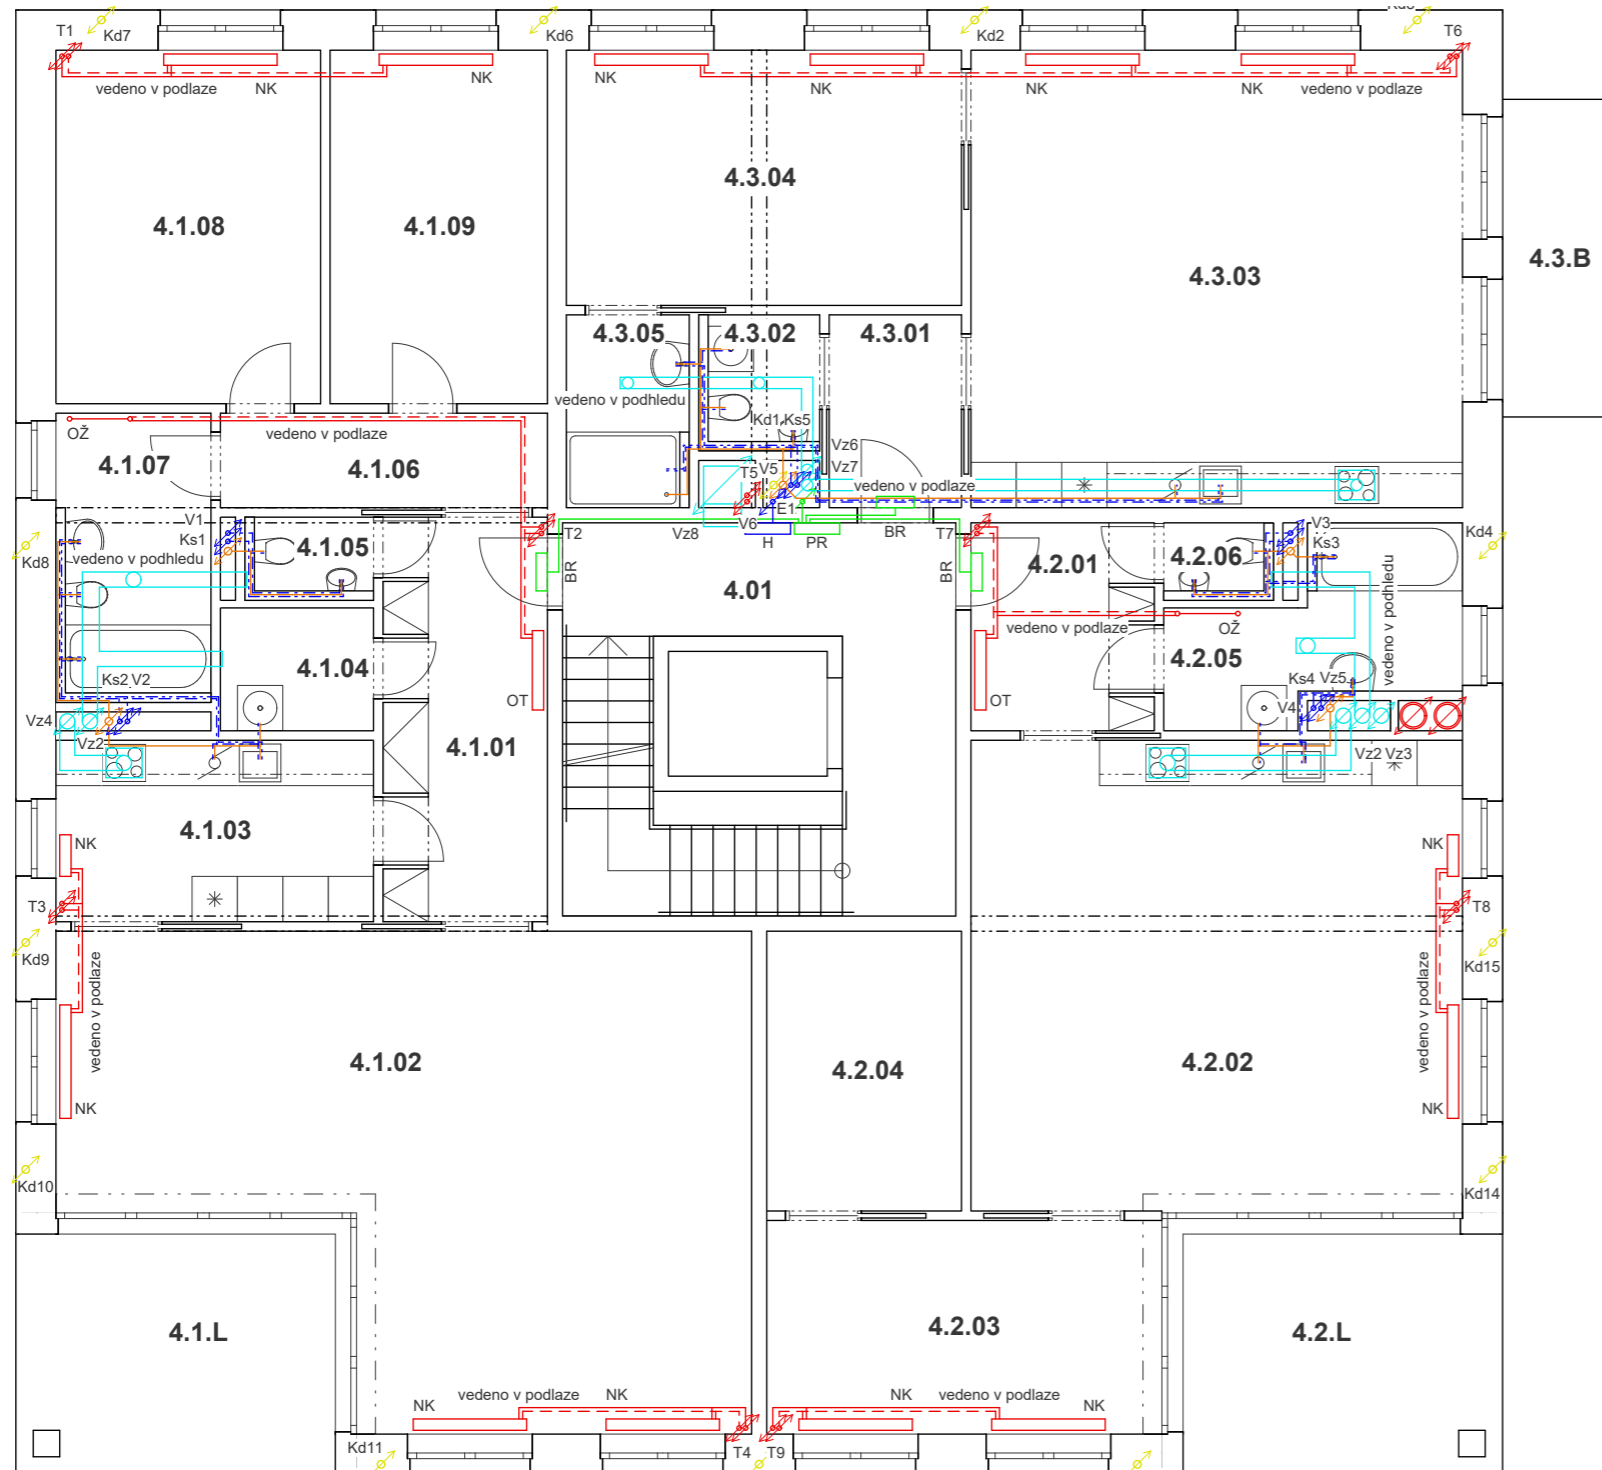 T1
Kd7
Kd6
Kd2
T6
vedeno v podlaze
NK
NK
NK
NK
NK
NK
vedeno v podlaze
4.1.08
4.1.09
4.3.04
4.3.03
4.3.B
4.3.05
4.3.02
4.3.01
vedeno v podhledu
Kd1
Ks5
OŽ
vedeno v podlaze
4.1.07
4.1.06
Vz6
Vz7
V5
T5
vedeno v podlaze
E1
V1
Ks1
Kd8
vedeno v podhledu
4.1.05
T2
BR
Vz8
V6
H
PR
BR
T7
BR
4.01
4.2.01
4.2.06
V3
Ks3
Kd4
vedeno v podhledu
vedeno v podlaze
OŽ
4.1.04
4.2.05
Ks2 V2
Ks4
Vz5
V4
OT
OT
Vz4
Vz2
4.1.01
Vz2 Vz3
4.1.03
NK
NK
T3
T8
Kd9
Kd15
vedeno v podlaze
vedeno v podlaze
4.1.02
4.2.04
4.2.02
NK
NK
Kd10
Kd14
4.1.L
4.2.03
4.2.L
NK
vedeno v podlaze
NK
NK
vedeno v podlaze
NK
Kd11
T4
T9